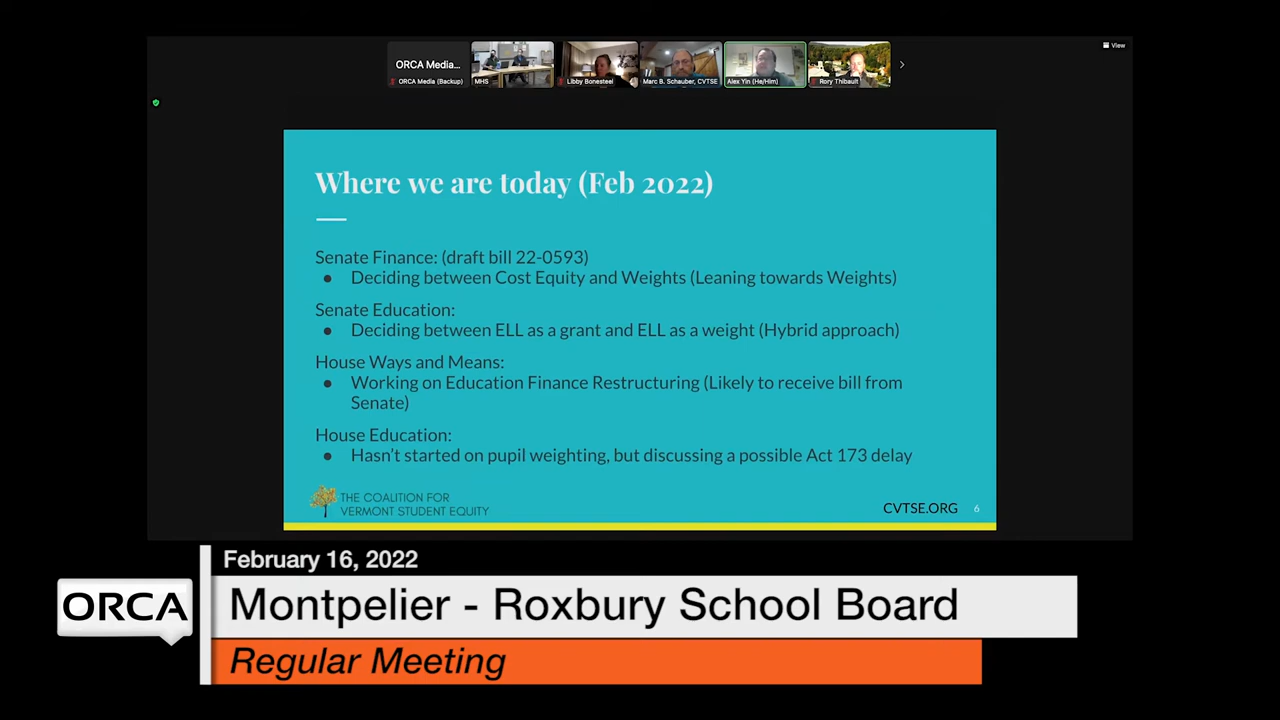 View
ORCA Media...
ORCA Media (Backup)
MHS
Libby Bonesteel
Marc B. Schauber, CVTSE
Alex Yin (He/Him)
Rory Thibault
Where we are today (Feb 2022)
Senate Finance: (draft bill 22-0593)
● Deciding between Cost Equity and Weights (Leaning towards Weights)
Senate Education:
● Deciding between ELL as a grant and ELL as a weight (Hybrid approach)
House Ways and Means:
● Working on Education Finance Restructuring (Likely to receive bill from
Senate)
House Education:
● Hasn't started on pupil weighting, but discussing a possible Act 173 delay
THE COALITION FOR
VERMONT STUDENT EQUITY
CVTSE.ORG 6
February 16, 2022
ORCA
Montpelier - Roxbury School Board
Regular Meeting